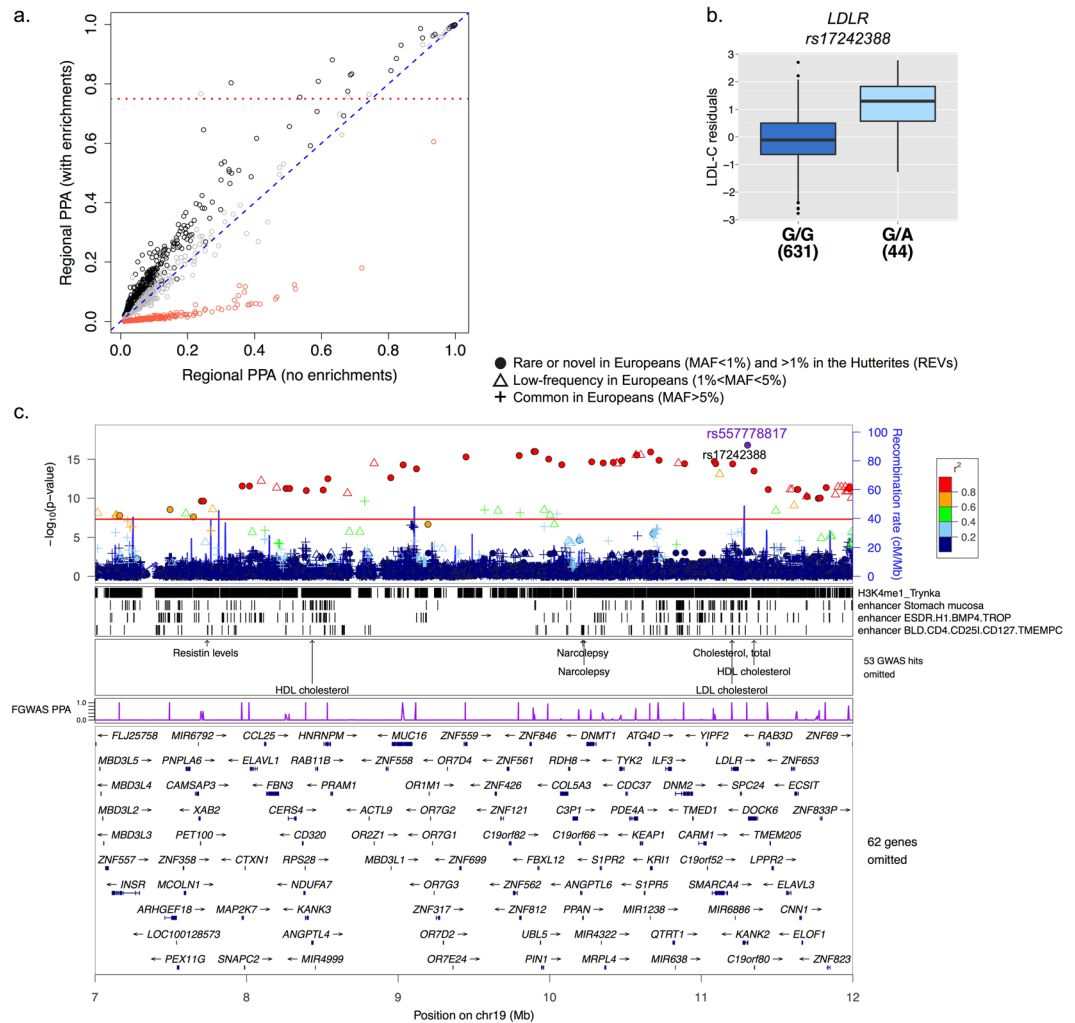 a.
Regional PPA (with enrichments)
1.0
0.8
0.6
0.4
0.2
0.0
0.0 0.2 0.4 0.6 0.8 1.0
Regional PPA (no enrichments)
b.
LDLR
rs17242388
LDL-C residuals
3
2
1
0
−1
−2
−3
G/G G/A
(631) (44)
● Rare or novel in Europeans (MAF<1%) and >1% in the Hutterites (REVs)
△ Low-frequency in Europeans (1%<MAF<5%)
+ Common in Europeans (MAF>5%)
c.
−log10(p-value)
15
10
5
0
rs557778817
rs17242388
100
80
60
40
20
0
Recombination rate (cM/Mb)
r2
0.8
0.6
0.4
0.2
H3K4me1_Trynka
enhancer Stomach mucosa
enhancer ESDR.H1.BMP4.TROP
enhancer BLD.CD4.CD25I.CD127.TMEMPC
Resistin levels Narcolepsy Cholesterol, total
Narcolepsy HDL cholesterol
HDL cholesterol LDL cholesterol
53 GWAS hits
omitted
FGWAS PPA
1.0
0.0
← FLJ25758 MIR6792 → CCL25 → HNRNPM → ← MUC16 ZNF559 → ← ZNF846 ← DNMT1 ATG4D → ← YIPF2 ← RAB3D ZNF69 →
← MBD3L5 PNPLA6 → ← ELAVL1 RAB11B → ← ZNF558 ← OR7D4 ZNF561 RDH8 → ← TYK2 ILF3 → LDLR → ← ZNF653
← MBD3L4 ← CAMSAP3 ← FBN3 ← PRAM1 OR1M1 → ← ZNF426 ← COL5A3 ← CDC37 DNM2 → ← SPC24 ← ECSIT
← MBD3L2 ← XAB2 ← CERS4 ← ACTL9 OR7G2 → ← ZNF121 C3P1 → PDE4A → ← TMED1 ← DOCK6 ZNF833P →
← MBD3L3 PET100 → ← CD320 ← OR2Z1 ← OR7G1 C19orf82 → ← C19orf66 ← KEAP1 ← CARM1 TMEM205
ZNF557 → ZNF358 → ← CTXN1 RPS28 → MBD3L1 → ← ZNF699 ← FBXL12 ← S1PR2 ← KRI1 ← C19orf52 LPPR2 →
← INSR MCOLN1 → ← NDUFA7 ← OR7G3 ← ZNF562 ← ANGPTL6 ← S1PR5 SMARCA4 → ← ELAVL3
ARHGEF18 → MAP2K7 → ← KANK3 ZNF317 → ← ZNF812 PPAN → MIR1238 → MIR6886 → CNN1 →
← LOC100128573 ANGPTL4 → ← OR7D2 ← UBL5 MIR4322 → QTRT1 → ← KANK2 ← ELOF1
← PEX11G ← SNAPC2 ← MIR4999 OR7E24 → PIN1 → ← MRPL4 MIR638 → C19orf80 → ← ZNF823
62 genes
omitted
7 8 9 10 11 12
Position on chr19 (Mb)